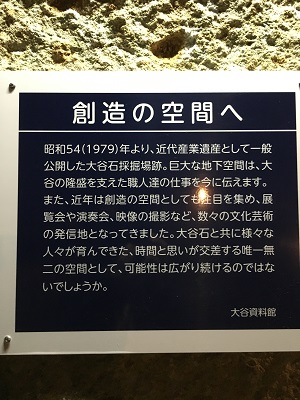 創造の空間へ
昭和54(1979)年より、近代産業遺産として一般
公開した大谷石採掘場跡。巨大な地下空間は、大
谷の隆盛を支えた職人達の仕事を今に伝えます。
また、近年は創造の空間としても注目を集め、展
覧会や演奏会、映像の撮影など、数々の文化芸術
の発信地となってきました。大谷石と共に様々な
人々が育んできた、時間と思いが交差する唯一無
二の空間として、可能性は広がり続けるのではな
いでしょうか。
大谷資料館